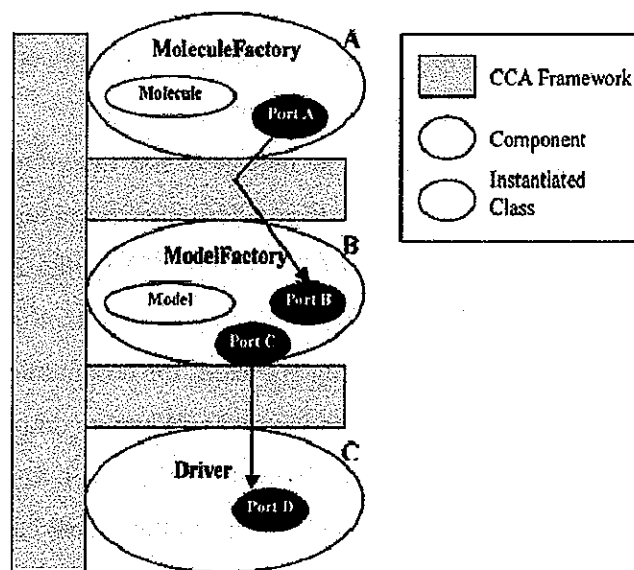 A
MoleculeFactory
Molecule
Port A
B
ModelFactory
Model
Port B
Port C
C
Driver
Port D
CCA Framework
Component
Instantiated
Class